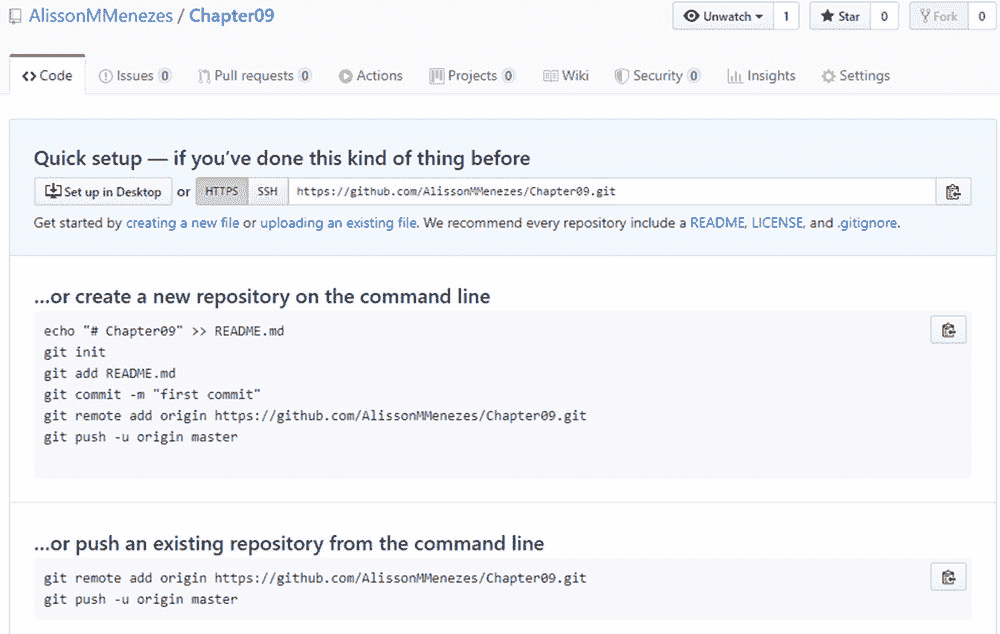 AlissonMMenezes / Chapter09
Unwatch 1 Star 0 Fork 0
Code Issues 0 Pull requests 0 Actions Projects 0 Wiki Security 0 Insights Settings
Quick setup — if you've done this kind of thing before
Set up in Desktop or HTTPS SSH https://github.com/AlissonMMenezes/Chapter09.git
Get started by creating a new file or uploading an existing file. We recommend every repository include a README, LICENSE, and .gitignore.
...or create a new repository on the command line
echo "# Chapter09" >> README.md
git init
git add README.md
git commit -m "first commit"
git remote add origin https://github.com/AlissonMMenezes/Chapter09.git
git push -u origin master
...or push an existing repository from the command line
git remote add origin https://github.com/AlissonMMenezes/Chapter09.git
git push -u origin master